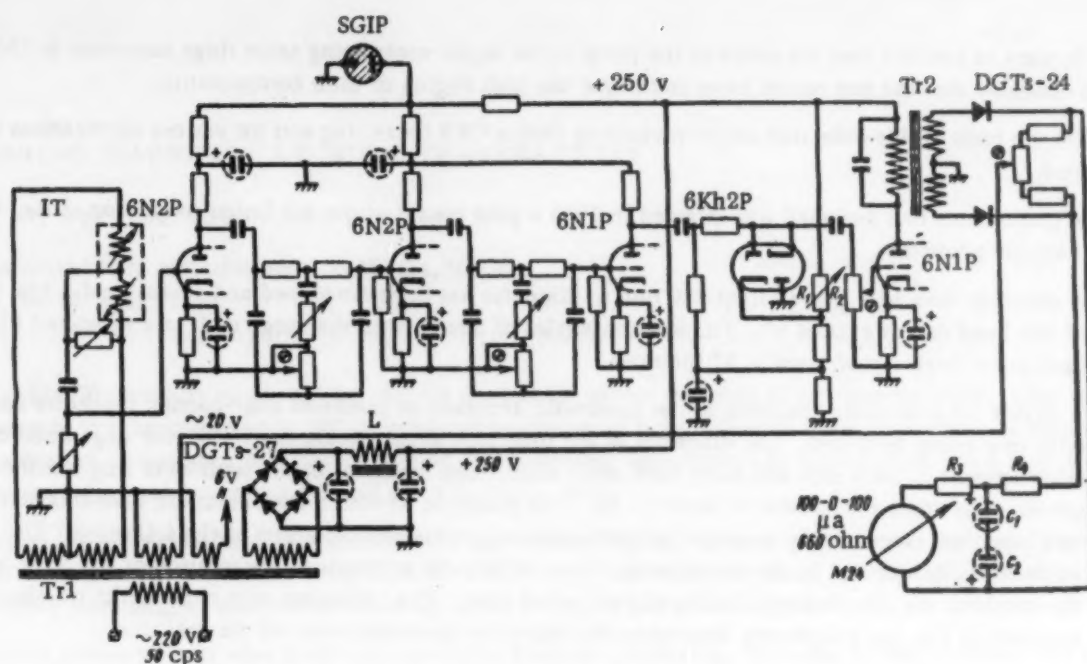 SGIP
+250 v
Tr2
DGTs-24
IT
6N2P
6N2P
6N1P
6Kh2P
6N1P
R1
R2
~20 v
L
DGTs-27
+250 V
6V
H
R3
R4
100-0-100
μa
660 ohm
M24
C1
C2
Tr1
~220 V
50 cps